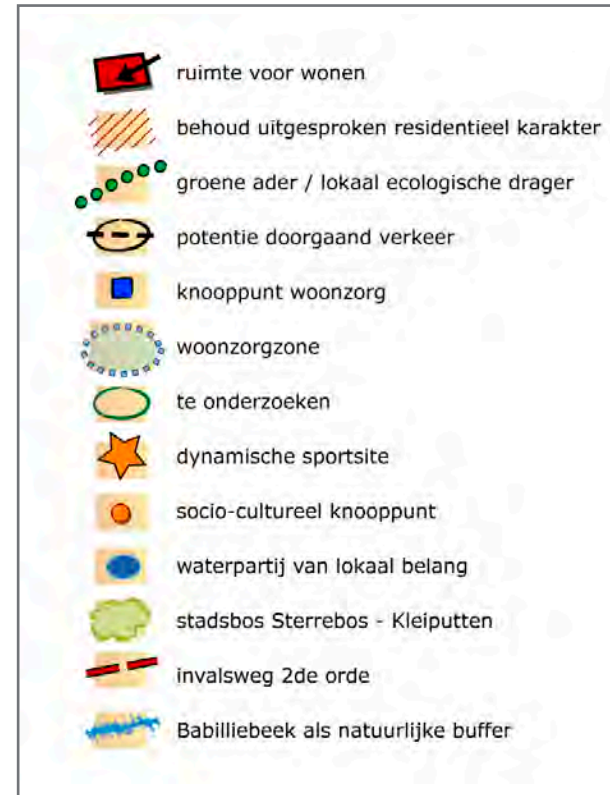 ruimte voor wonen
behoud uitgesproken residentieel karakter
groene ader / lokaal ecologische drager
potentie doorgaand verkeer
knooppunt woonzorg
woonzorgzone
te onderzoeken
dynamische sportsite
socio-cultureel knooppunt
waterpartij van lokaal belang
stadsbos Sterrebos - Kleiputten
invalsweg 2de orde
Babilliebeek als natuurlijke buffer